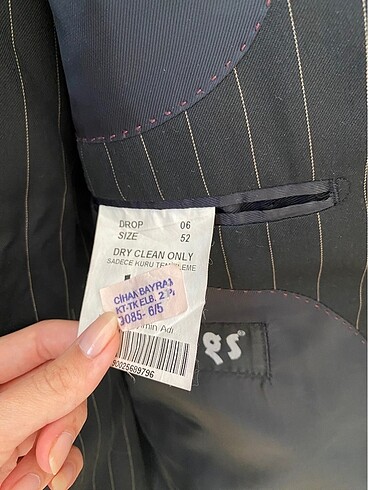 DROP 06
SIZE 52
DRY CLEAN ONLY
SADECE KURU TEMİZLEME
CİHAN BAYRAM
KT-TK ELB. 2
3085- 6/5
Adı
90025689796